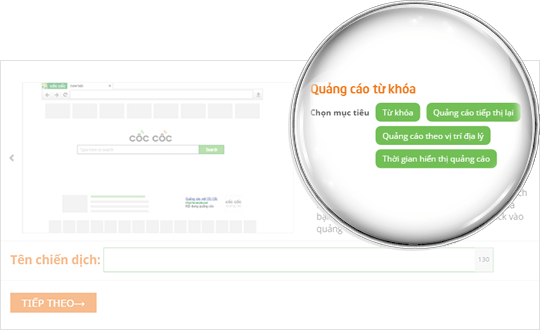 Quảng cáo từ khóa
Chọn mục tiêu
Từ khóa
Quảng cáo tiếp thị lại
Quảng cáo theo vị trí địa lý
Thời gian hiển thị quảng cáo
cốc cốc
Search
cốc cốc
ch
bạ
ck vào
quảng
Tên chiến dịch:
130
TIẾP THEO→